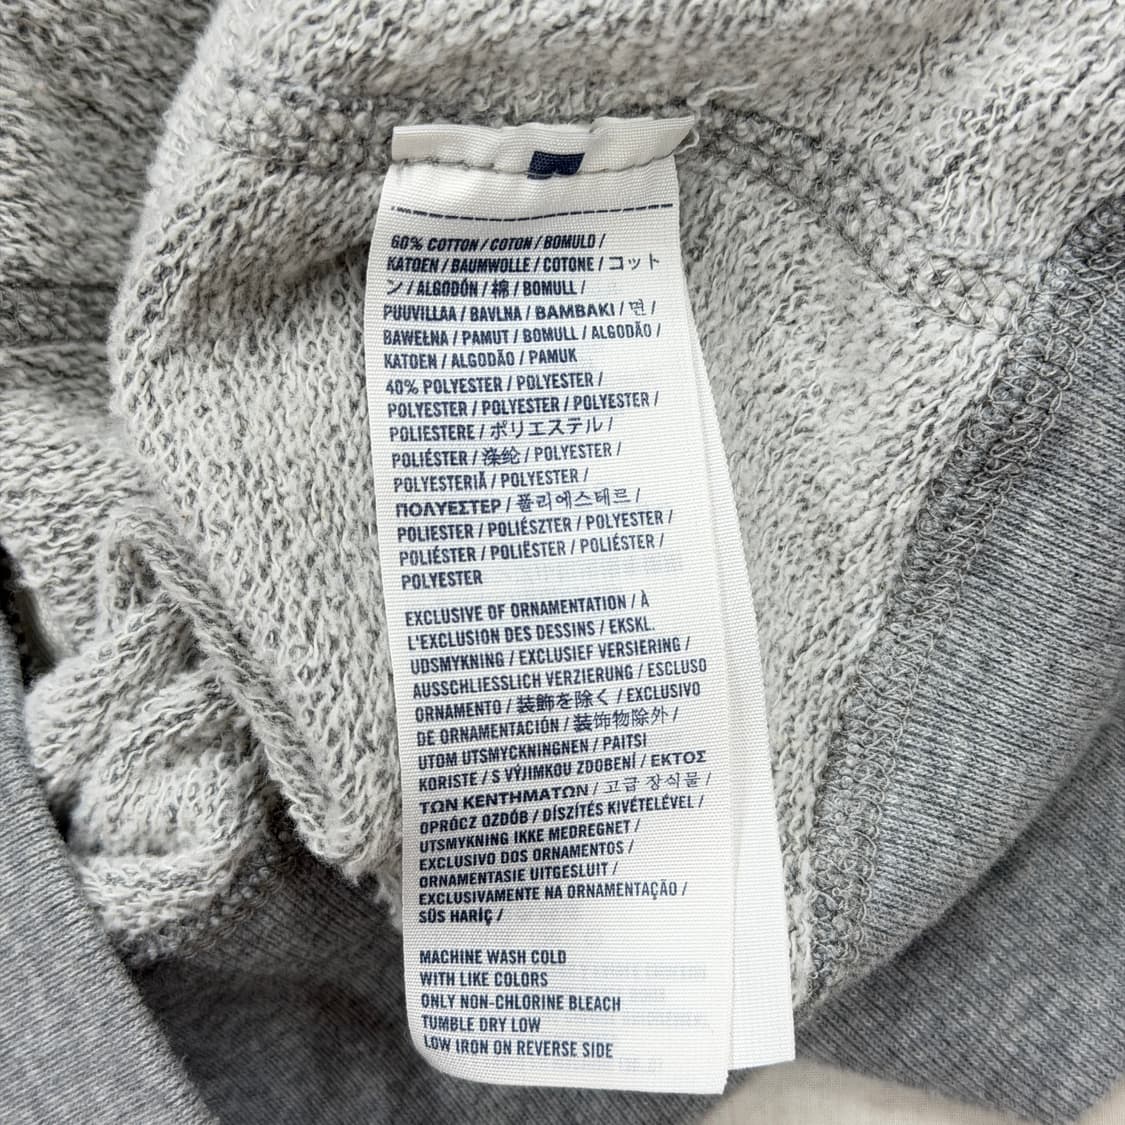 60% COTTON / COTON / BOMULD /
KATOEN / BAUMWOLLE / COTONE / コット
ン / ALGODÓN / 棉 / BOMULL /
PUUVILLAA / BAVLNA / BAMBAKI / 면 /
BAWEŁNA / PAMUT / BOMULL / ALGODÃO /
KATOEN / ALGODÃO / PAMUK
40% POLYESTER / POLYESTER /
POLYESTER / POLYESTER / POLYESTER /
POLIESTERE / ポリエステル /
POLIÉSTER / 涤纶 / POLYESTER /
POLYESTERIÄ / POLYESTER /
ΠΟΛΥΕΣΤΕΡ / 폴리에스테르 /
POLIESTER / POLIÉSZTER / POLYESTER /
POLIÉSTER / POLIËSTER / POLIÉSTER /
POLYESTER
EXCLUSIVE OF ORNAMENTATION / À
L'EXCLUSION DES DESSINS / EKSKL.
UDSMYKNING / EXCLUSIEF VERSIERING /
AUSSCHLIESSLICH VERZIERUNG / ESCLUSO
ORNAMENTO / 装飾を除く / EXCLUSIVO
DE ORNAMENTACIÓN / 装饰物除外 /
UTOM UTSMYCKNINGNEN / PAITSI
KORISTE / S VÝJIMKOU ZDOBENÍ / ΕΚΤΟΣ
ΤΩΝ ΚΕΝΤΗΜΑΤΩΝ / 고급 장식물 /
OPRÓCZ OZDÓB / DÍSZÍTÉS KIVÉTELÉVEL /
UTSMYKNING IKKE MEDREGNET /
EXCLUSIVO DOS ORNAMENTOS /
ORNAMENTASIE UITGESLUIT /
EXCLUSIVAMENTE NA ORNAMENTAÇÃO /
SÜS HARİÇ /
MACHINE WASH COLD
WITH LIKE COLORS
ONLY NON-CHLORINE BLEACH
TUMBLE DRY LOW
LOW IRON ON REVERSE SIDE